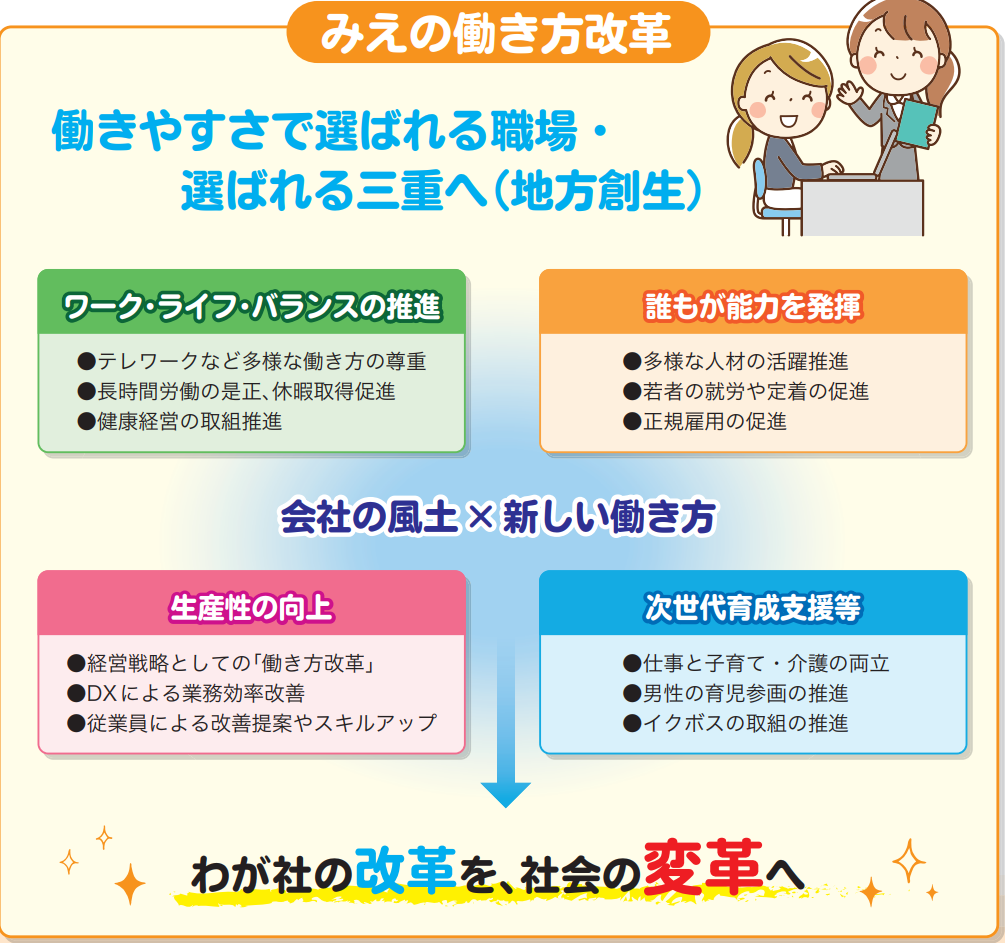 みえの働き方改革
働きやすさで選ばれる職場・
選ばれる三重へ(地方創生)
ワーク・ライフ・バランスの推進
●テレワークなど多様な働き方の尊重
●長時間労働の是正、休暇取得促進
●健康経営の取組推進
誰もが能力を発揮
●多様な人材の活躍推進
●若者の就労や定着の促進
●正規雇用の促進
会社の風土×新しい働き方
生産性の向上
●経営戦略としての「働き方改革」
●DXによる業務効率改善
●従業員による改善提案やスキルアップ
次世代育成支援等
●仕事と子育て・介護の両立
●男性の育児参画の推進
●イクボスの取組の推進
わが社の改革を、社会の変革へ